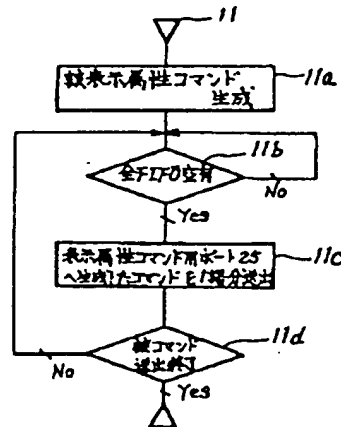 11
該表示属性コマンド
生成
11a
全FIFO空有
11b
No
Yes
表示属性コマンド用ポート25
へ生成したコマンドを1語分送出
11c
該コマンド
送出終了
11d
No
Yes